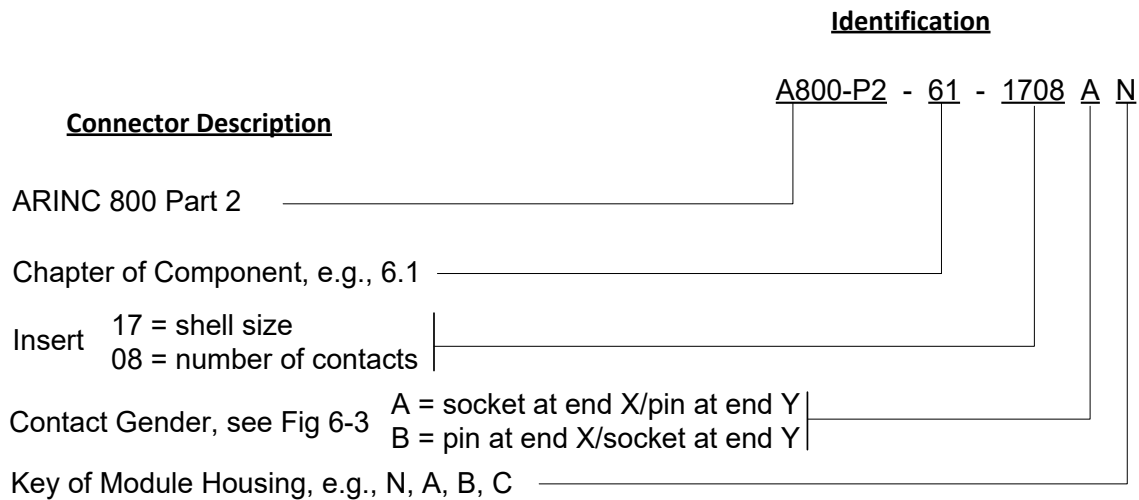 Identification
A800-P2 - 61 - 1708 A N
Connector Description
ARINC 800 Part 2
Chapter of Component, e.g., 6.1
Insert 17 = shell size
08 = number of contacts
Contact Gender, see Fig 6-3 A = socket at end X/pin at end Y
B = pin at end X/socket at end Y
Key of Module Housing, e.g., N, A, B, C